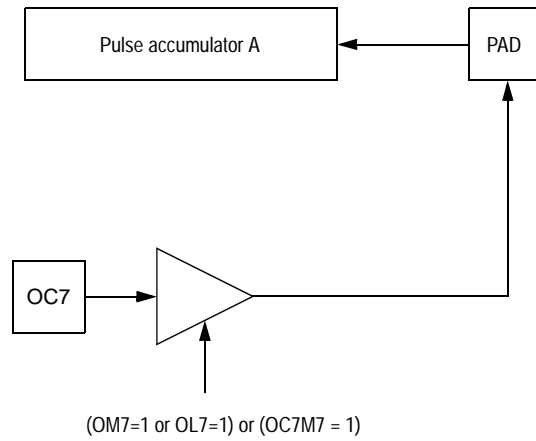 Pulse accumulator A
PAD
OC7
(OM7=1 or OL7=1) or (OC7M7 = 1)